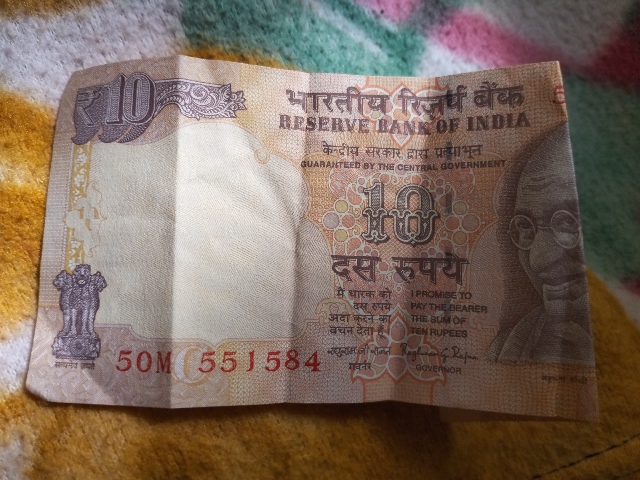 ₹10
भारतीय रिज़र्व बैंक
RESERVE BANK OF INDIA
केन्द्रीय सरकार द्वारा प्रत्याभूत
GUARANTEED BY THE CENTRAL GOVERNMENT
10
दस रुपये
मैं धारक को
दस रुपये
अदा करने का
वचन देता हूँ।
I PROMISE TO
PAY THE BEARER
THE SUM OF
TEN RUPEES
गवर्नर
GOVERNOR
सत्यमेव जयते
50M 551584